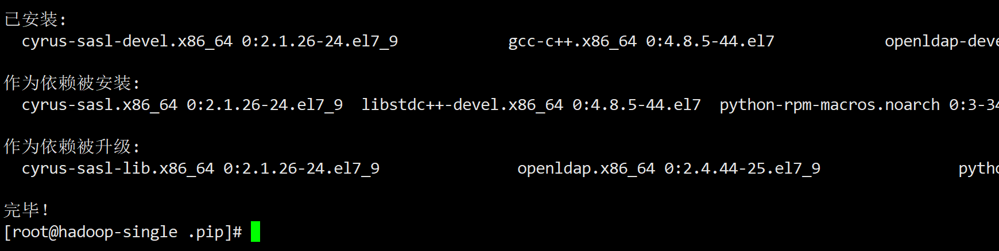 已安装:
cyrus-sasl-devel.x86_64 0:2.1.26-24.el7_9 gcc-c++.x86_64 0:4.8.5-44.el7 openldap-deve
作为依赖被安装:
cyrus-sasl.x86_64 0:2.1.26-24.el7_9 libstdc++-devel.x86_64 0:4.8.5-44.el7 python-rpm-macros.noarch 0:3-34
作为依赖被升级:
cyrus-sasl-lib.x86_64 0:2.1.26-24.el7_9 openldap.x86_64 0:2.4.44-25.el7_9 pytho
完毕!
[root@hadoop-single .pip]#